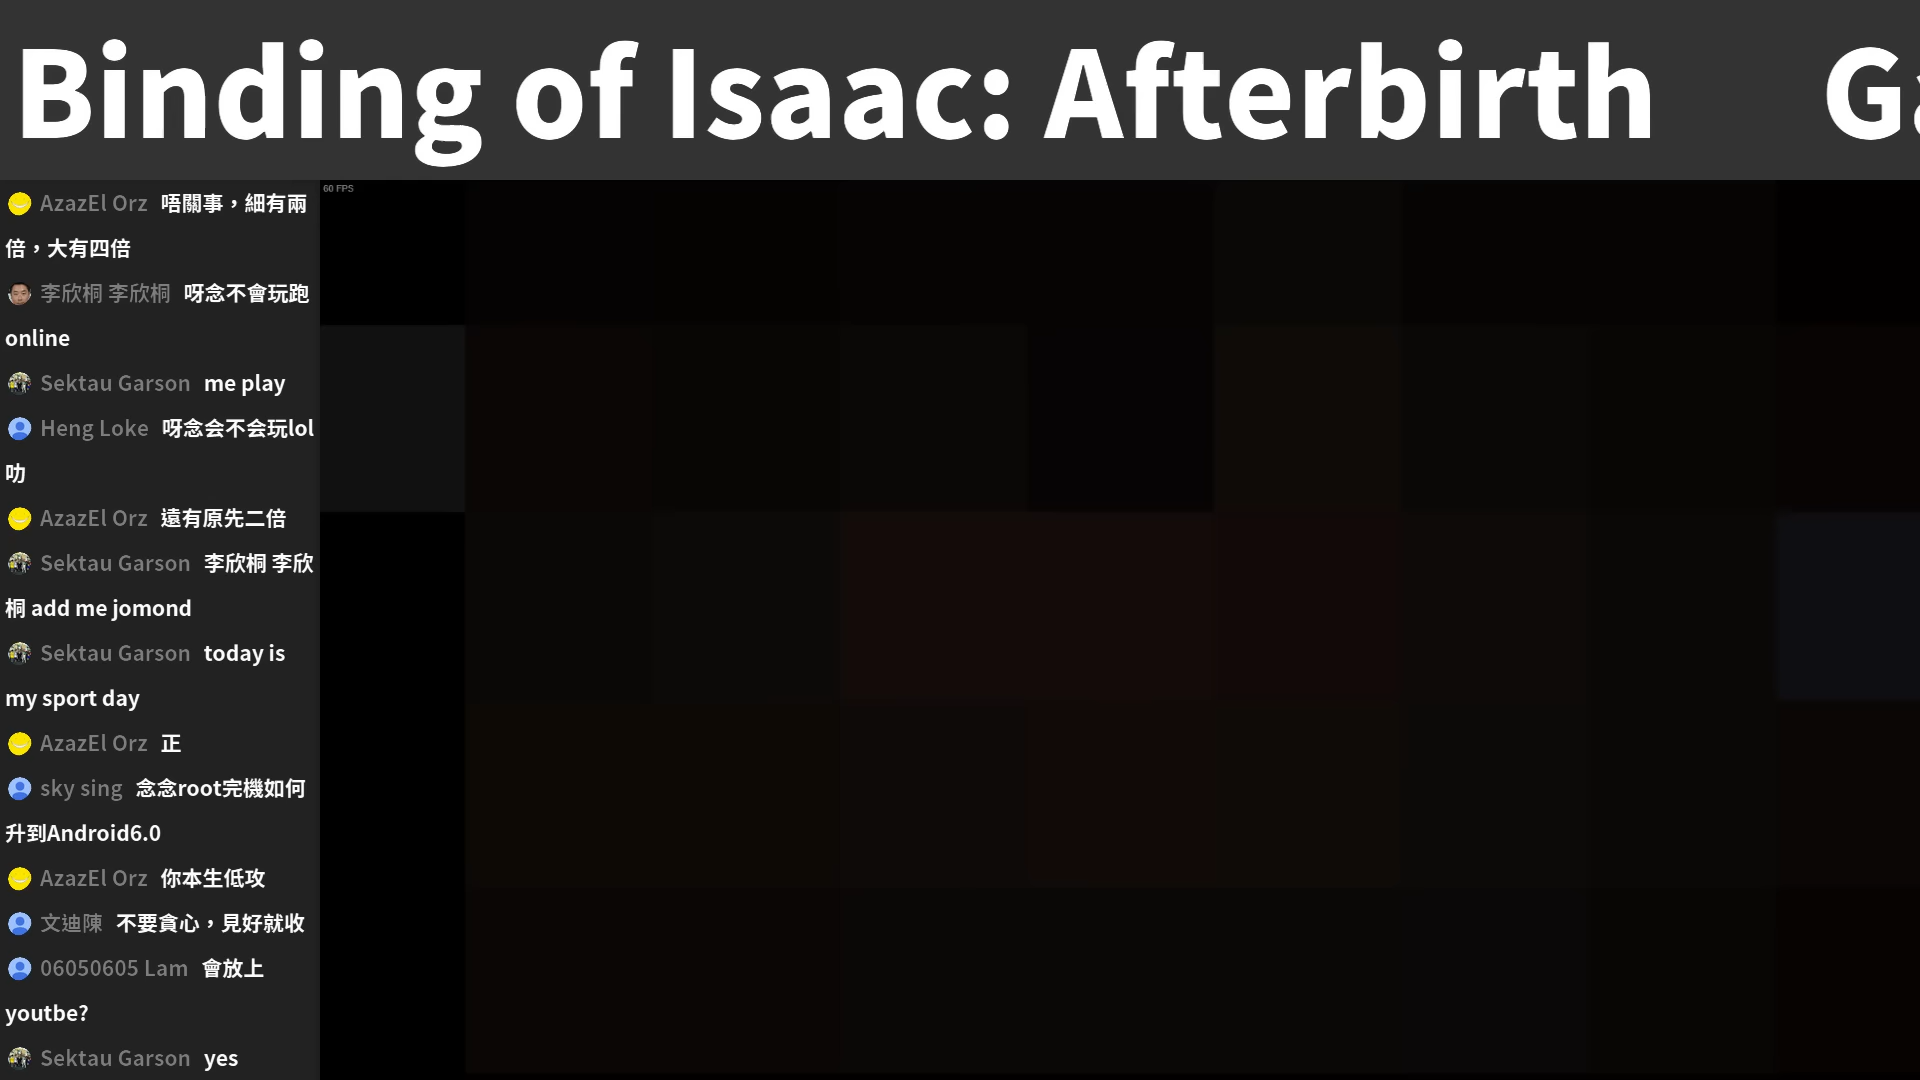 Binding of Isaac: Afterbirth Ga
60 FPS
AzazEl Orz 唔關事，細有兩
倍，大有四倍
李欣桐 李欣桐 呀念不會玩跑
online
Sektau Garson me play
Heng Loke 呀念会不会玩lol
叻
AzazEl Orz 遠有原先二倍
Sektau Garson 李欣桐 李欣
桐 add me jomond
Sektau Garson today is
my sport day
AzazEl Orz 正
sky sing 念念root完機如何
升到Android6.0
AzazEl Orz 你本生低攻
文迪陳 不要貪心，見好就收
06050605 Lam 會放上
youtbe?
Sektau Garson yes